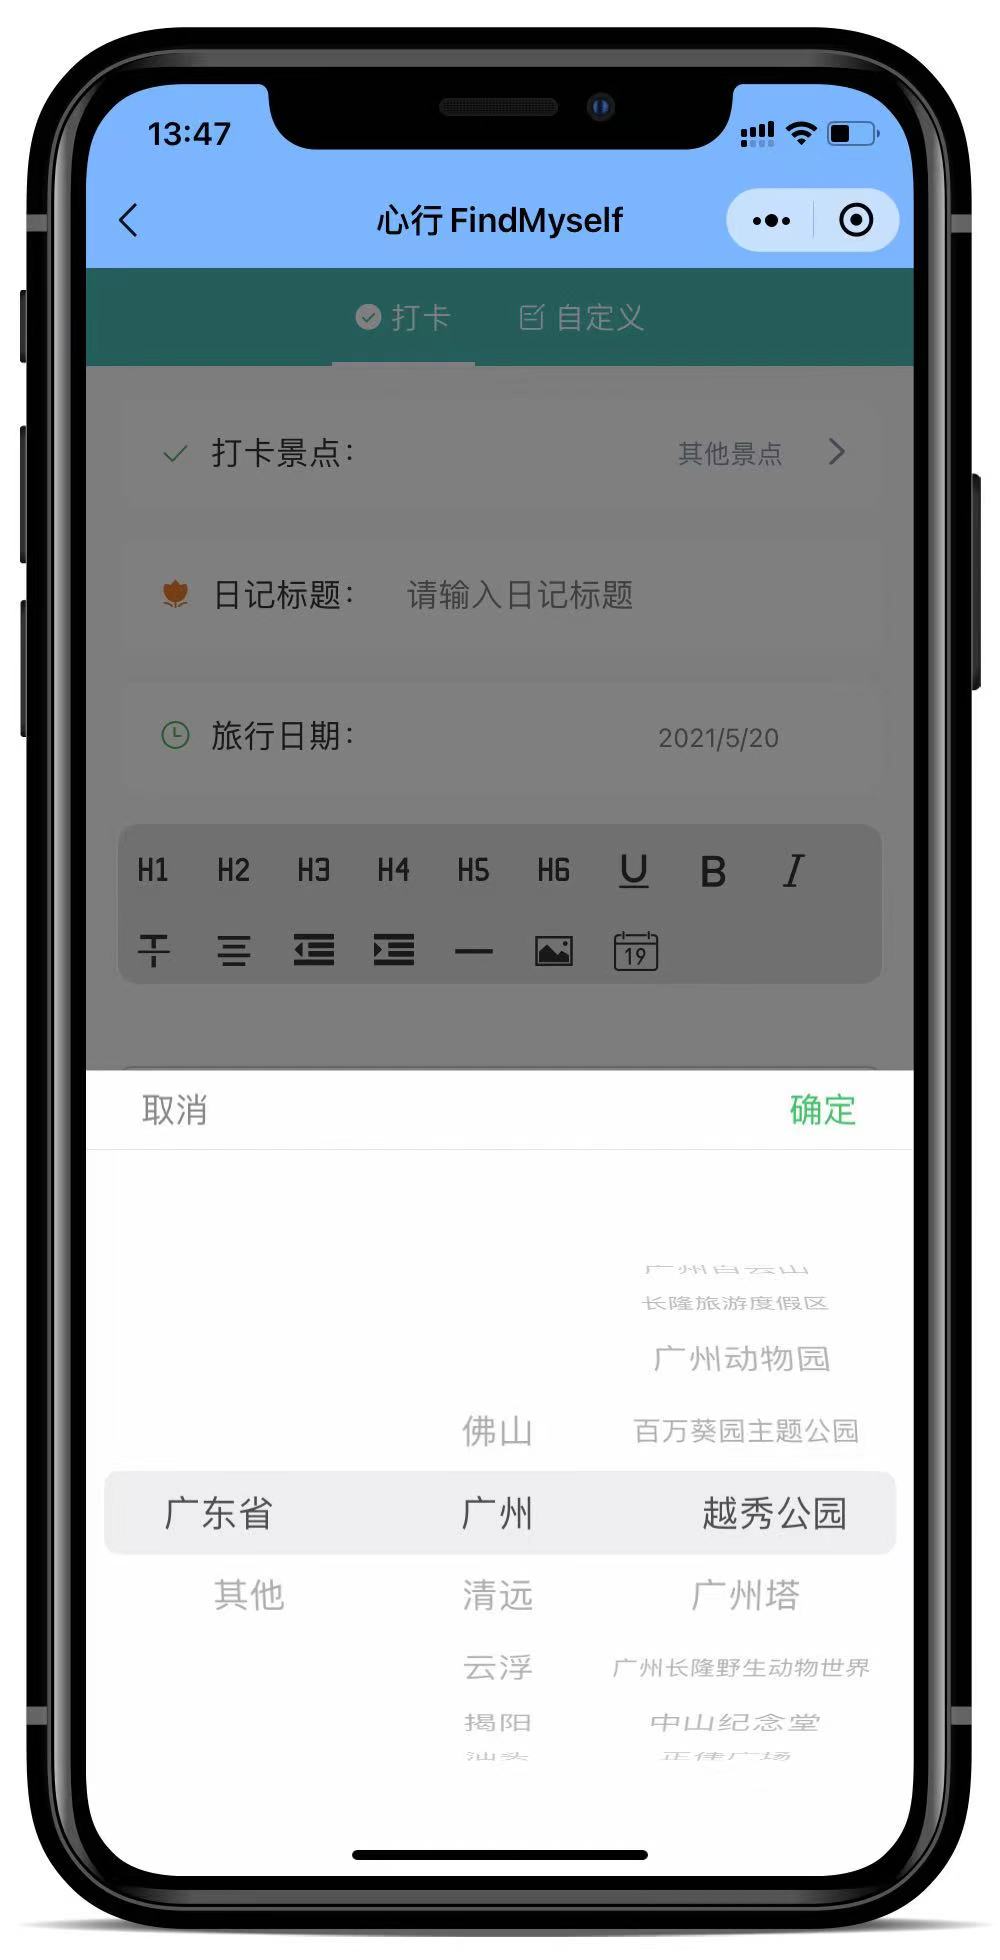 13:47
心行 FindMyself
打卡 自定义
打卡景点： 其他景点
日记标题： 请输入日记标题
旅行日期： 2021/5/20
H1 H2 H3 H4 H5 H6 U B I
19
取消 确定
长隆旅游度假区
广州动物园
佛山 百万葵园主题公园
广东省 广州 越秀公园
其他 清远 广州塔
云浮 广州长隆野生动物世界
揭阳 中山纪念堂